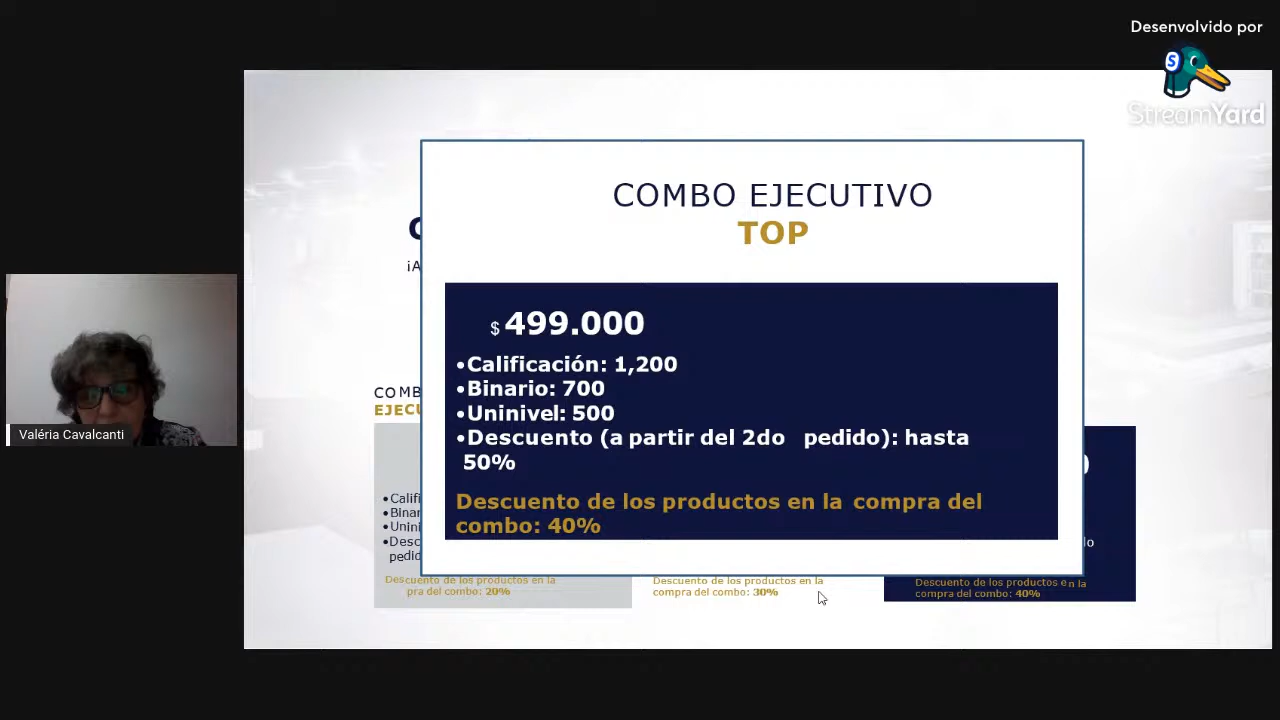 Desenvolvido por
StreamYard
COMBO EJECUTIVO
TOP
$ 499.000
•Calificación: 1,200
•Binario: 700
•Uninivel: 500
•Descuento (a partir del 2do pedido): hasta
50%
Descuento de los productos en la compra del
combo: 40%
Valéria Cavalcanti
Descuento de los productos en la
pra del combo: 20%
Descuento de los productos en la
compra del combo: 30%
Descuento de los productos en la
compra del combo: 40%